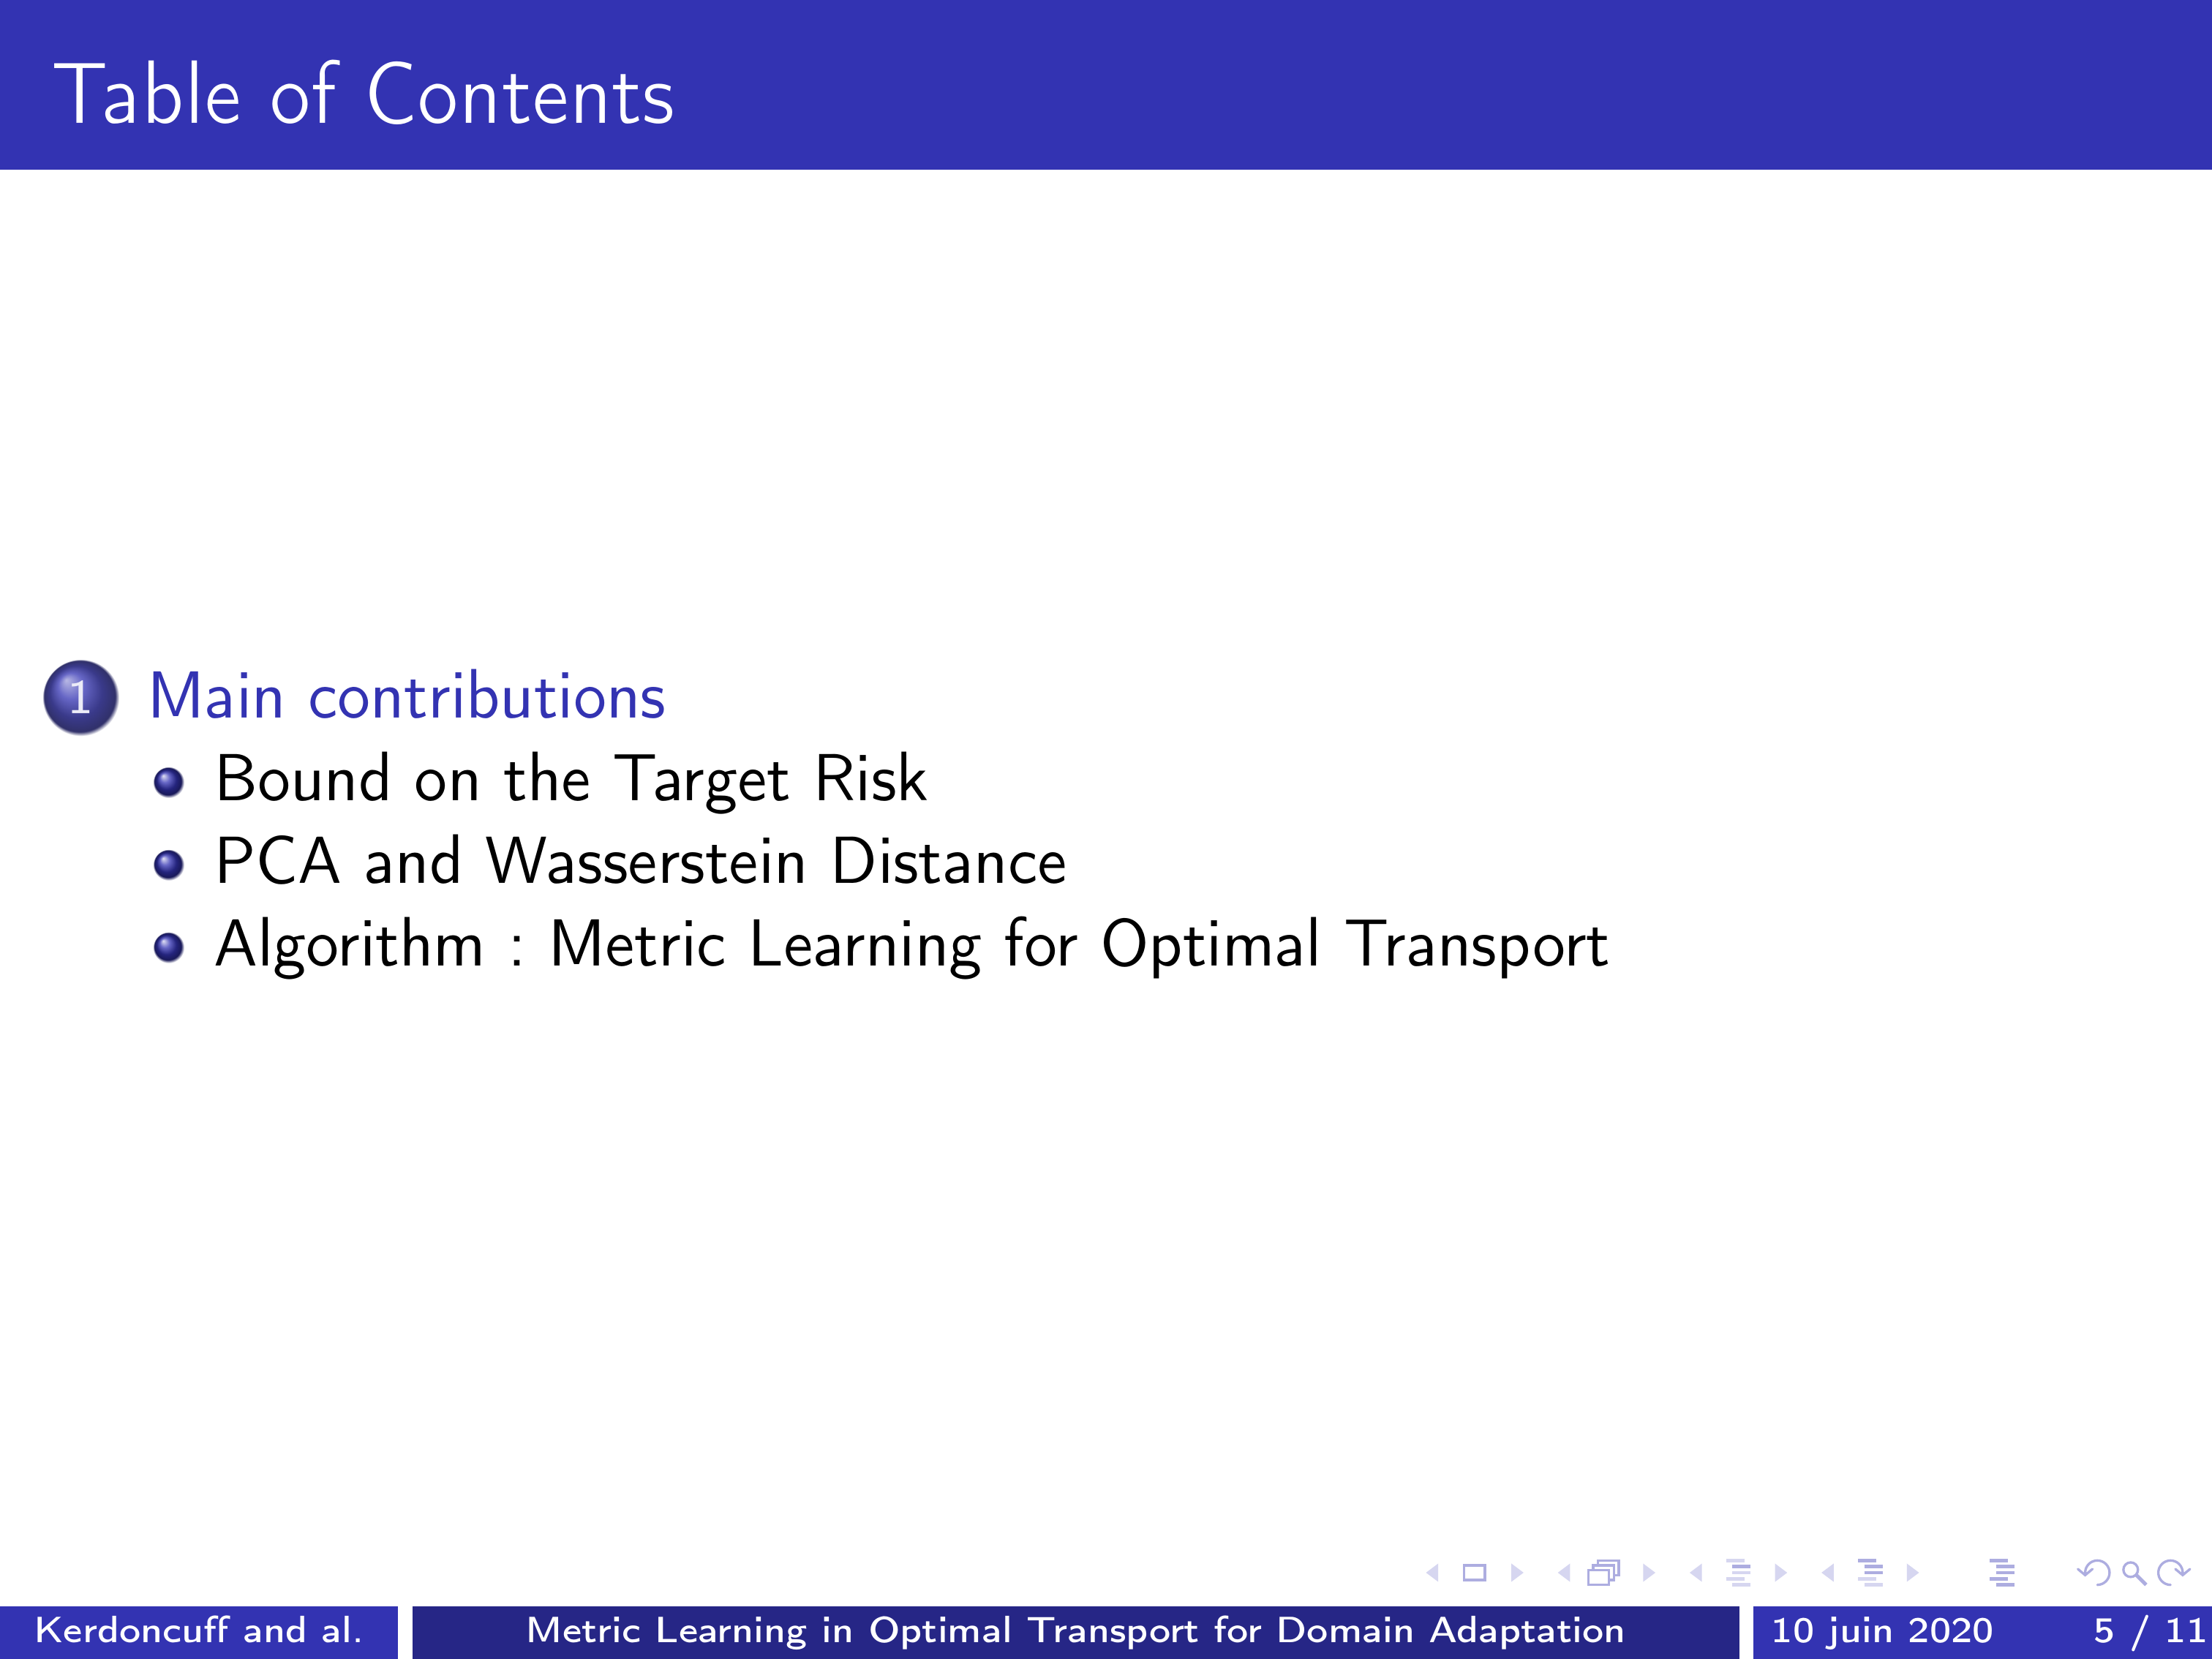 Table of Contents
1 Main contributions
Bound on the Target Risk
PCA and Wasserstein Distance
Algorithm : Metric Learning for Optimal Transport
Kerdoncuff and al. Metric Learning in Optimal Transport for Domain Adaptation 10 juin 2020 5 / 11